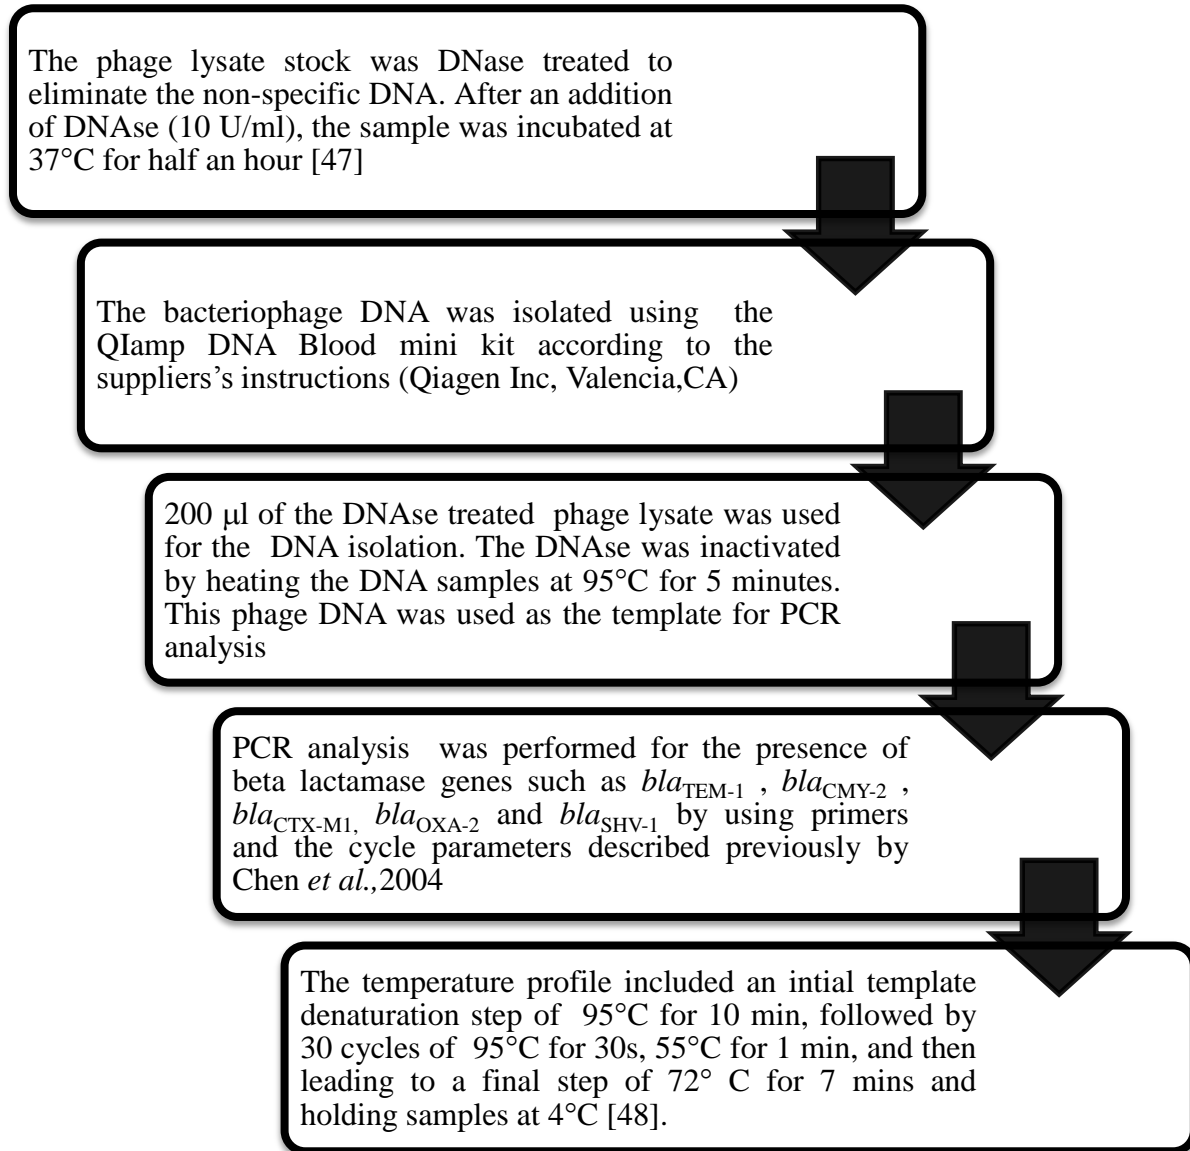 The phage lysate stock was DNase treated to
eliminate the non-specific DNA. After an addition
of DNAse (10 U/ml), the sample was incubated at
37°C for half an hour [47]
The bacteriophage DNA was isolated using the
QIamp DNA Blood mini kit according to the
suppliers's instructions (Qiagen Inc, Valencia,CA)
200 µl of the DNAse treated phage lysate was used
for the DNA isolation. The DNAse was inactivated
by heating the DNA samples at 95°C for 5 minutes.
This phage DNA was used as the template for PCR
analysis
PCR analysis was performed for the presence of
beta lactamase genes such as blaTEM-1 , blaCMY-2 ,
blaCTX-M1, blaOXA-2 and blaSHV-1 by using primers
and the cycle parameters described previously by
Chen et al.,2004
The temperature profile included an intial template
denaturation step of 95°C for 10 min, followed by
30 cycles of 95°C for 30s, 55°C for 1 min, and then
leading to a final step of 72° C for 7 mins and
holding samples at 4°C [48].